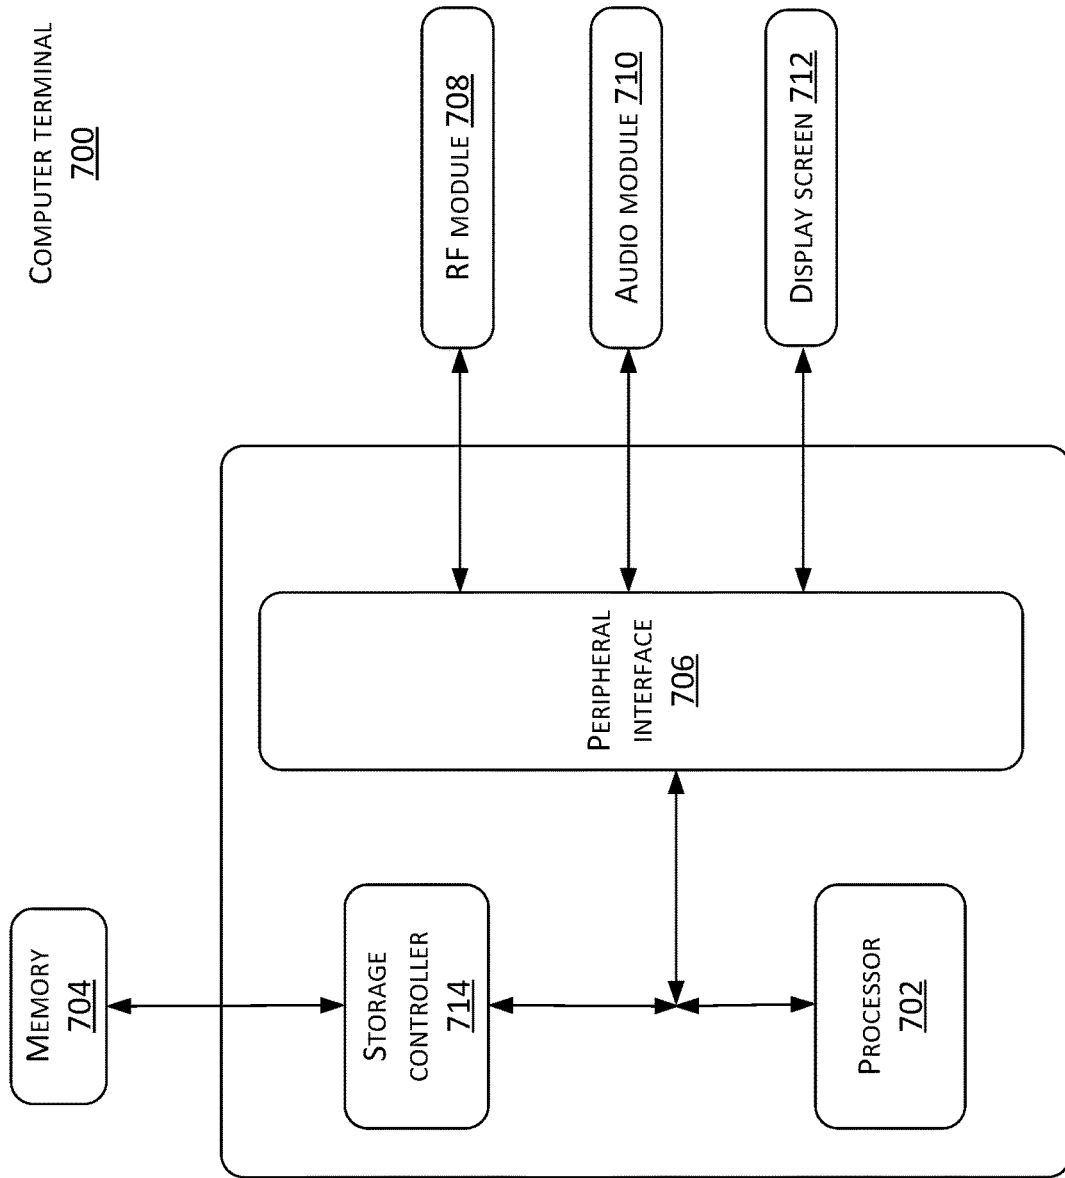 COMPUTER TERMINAL
700
MEMORY
704
STORAGE
CONTROLLER
714
PROCESSOR
702
PERIPHERAL
INTERFACE
706
RF MODULE 708
AUDIO MODULE 710
DISPLAY SCREEN 712